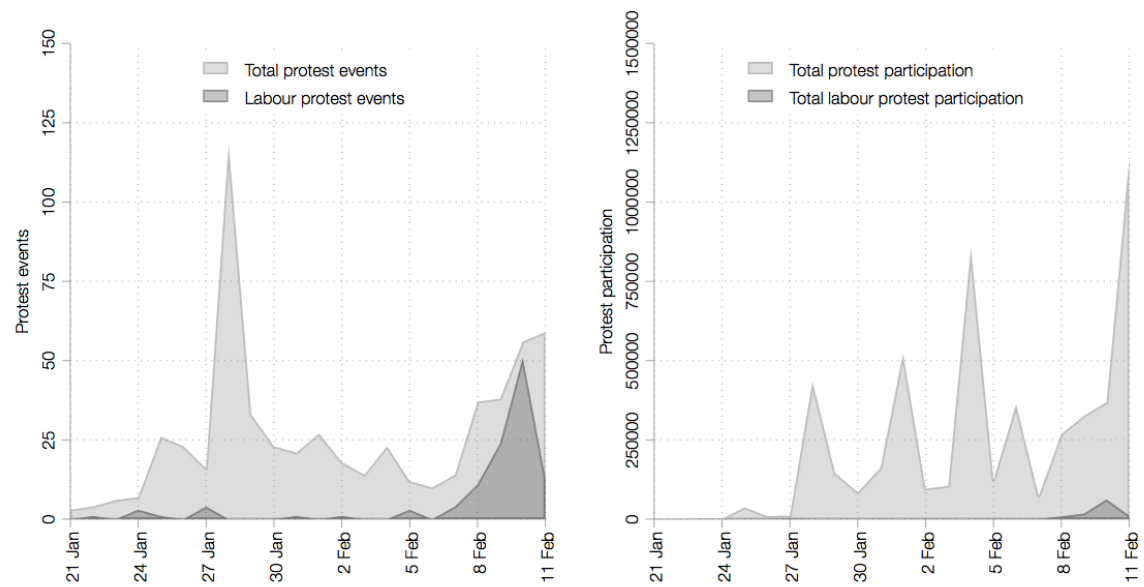 Total protest events
Labour protest events
Protest events
0
25
50
75
100
125
150
21 Jan
24 Jan
27 Jan
30 Jan
2 Feb
5 Feb
8 Feb
11 Feb
Total protest participation
Total labour protest participation
Protest participation
0
250000
500000
750000
1000000
1250000
1500000
21 Jan
24 Jan
27 Jan
30 Jan
2 Feb
5 Feb
8 Feb
11 Feb